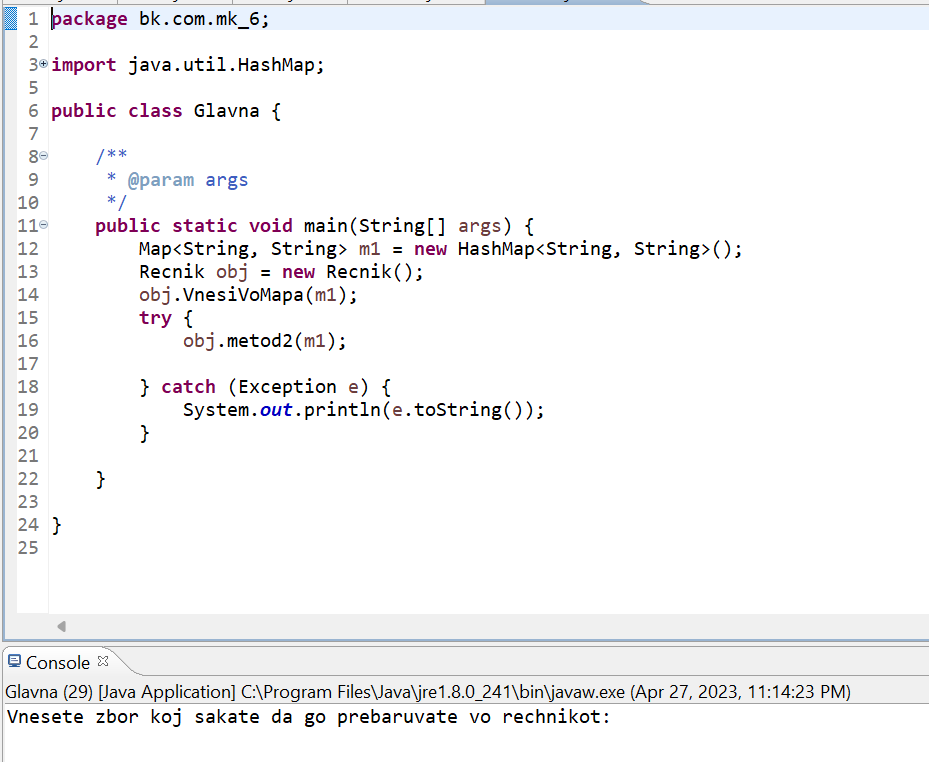 1 package bk.com.mk_6;
2
3 import java.util.HashMap;
5
6 public class Glavna {
7
8     /**
9      * @param args
10      */
11     public static void main(String[] args) {
12         Map<String, String> m1 = new HashMap<String, String>();
13         Recnik obj = new Recnik();
14         obj.VnesiVoMapa(m1);
15         try {
16             obj.metod2(m1);
17
18         } catch (Exception e) {
19             System.out.println(e.toString());
20         }
21
22     }
23
24 }
25
Console
Glavna (29) [Java Application] C:\Program Files\Java\jre1.8.0_241\bin\javaw.exe (Apr 27, 2023, 11:14:23 PM)
Vnesete zbor koj sakate da go prebaruvate vo rechnikot: